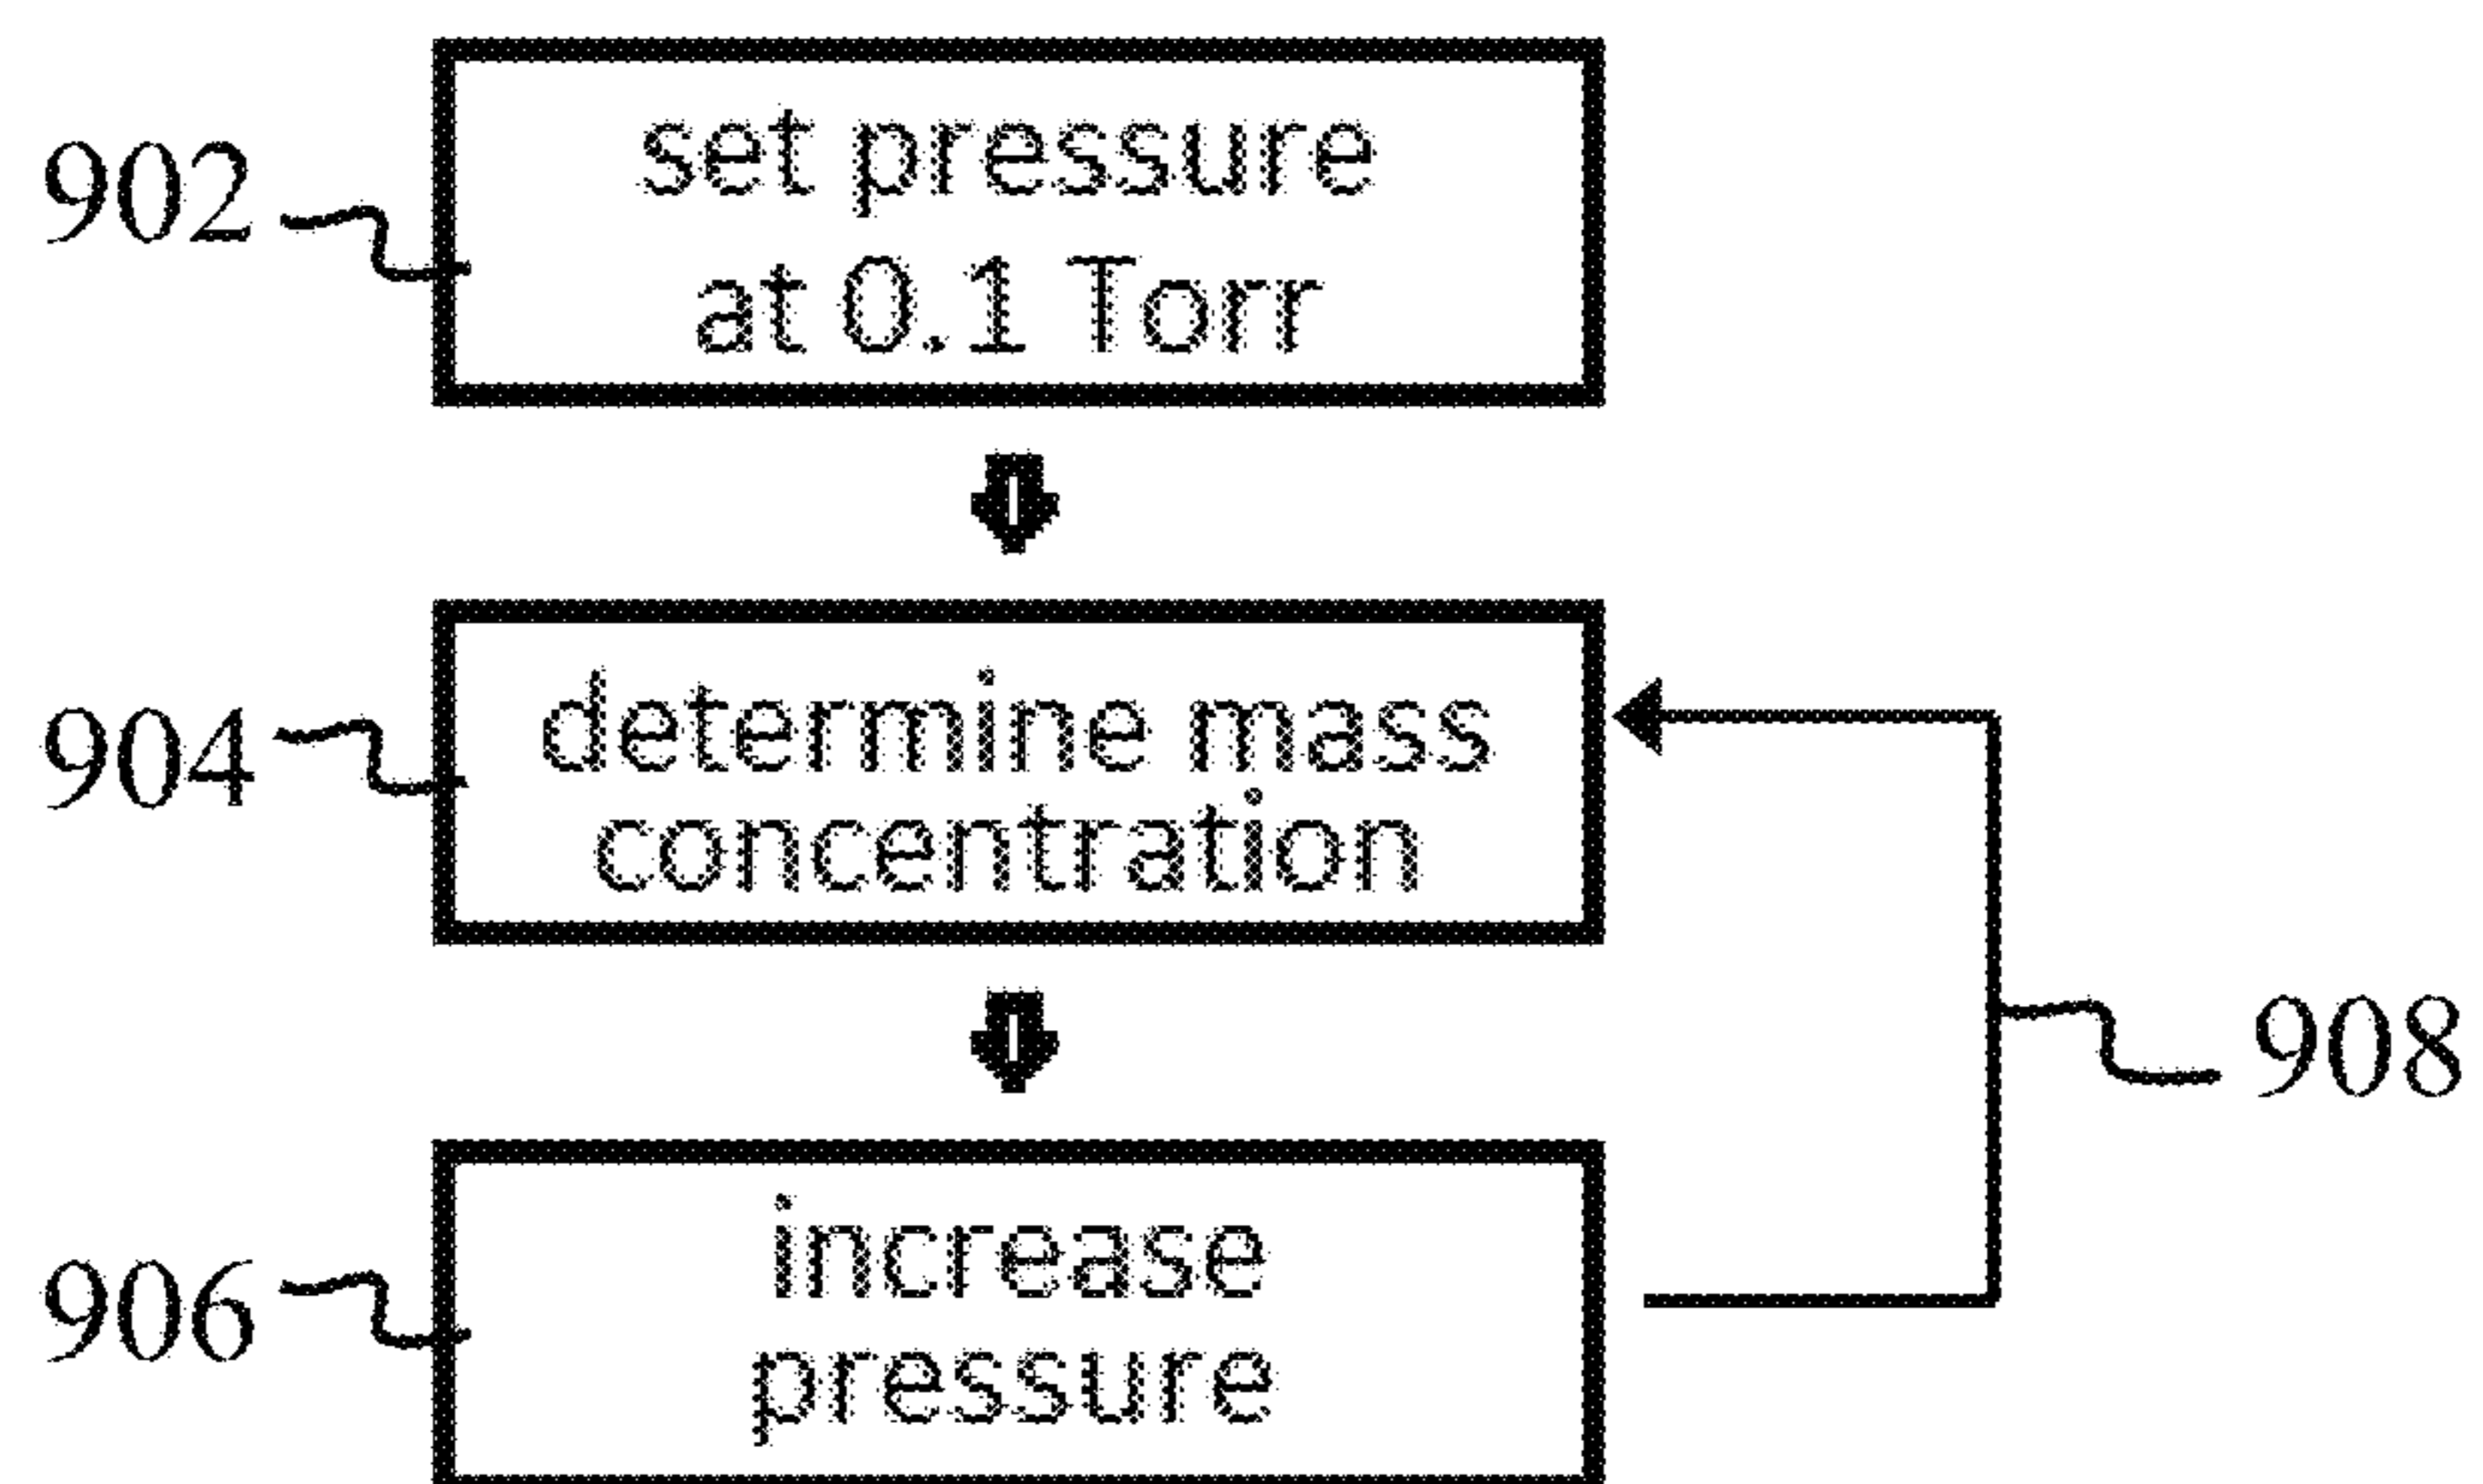 902
set pressure
at 0.1 Torr
904
determine mass
concentration
908
906
increase
pressure